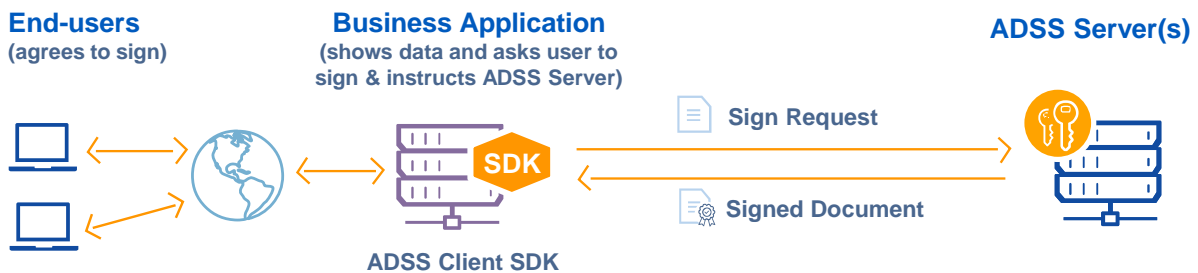 End-users
(agrees to sign)
Business Application
(shows data and asks user to
sign & instructs ADSS Server)
ADSS Server(s)
Sign Request
SDK
Signed Document
ADSS Client SDK